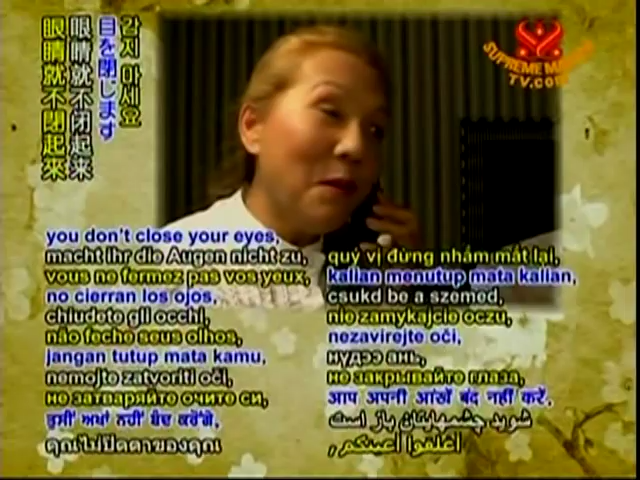 감지 마세요
目を閉じます
眼睛就不闭起来
眼睛就不閉起來
SUPREME MASTER
TV.com
you don't close your eyes,
macht ihr die Augen nicht zu,
vous ne fermez pas vos yeux,
no cierran los ojos,
chiudete gli occhi,
não feche seus olhos,
jangan tutup mata kamu,
nemojte zatvoriti oči,
не затваряйте очите си,
ਤੁਸੀਂ ਅਖਾਂ ਨਹੀਂ ਬੰਦ ਕਰੋਂਗੇ,
คุณไม่ปิดตาของคุณ
quý vị đừng nhắm mắt lại,
kalian menutup mata kalian,
csukd be a szemed,
nie zamykajcie oczu,
nezavírejte oči,
нүдээ ань,
не закрывайте глаза,
आप अपनी आंखें बंद नहीं करें,
شوید چشمهایتان باز است
أغلقوا أعينكم,